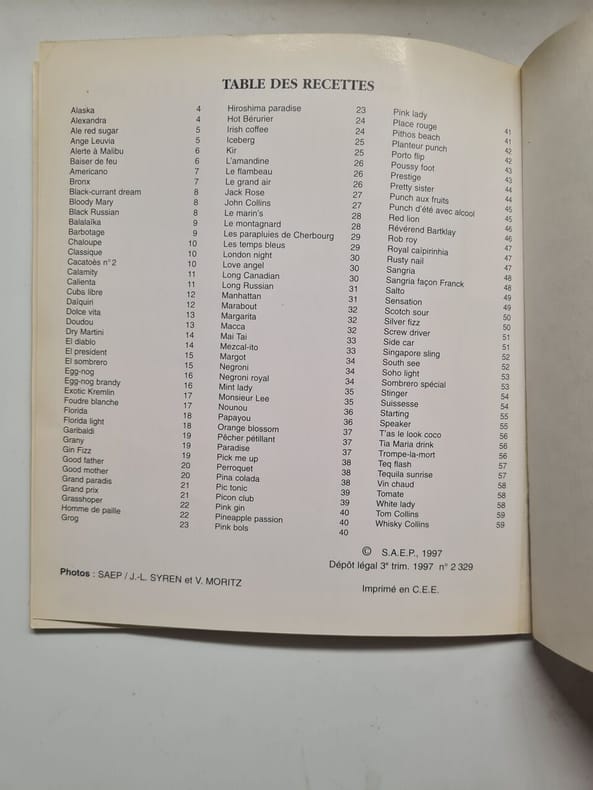 TABLE DES RECETTES
Alaska 4
Alexandra 4
Ale red sugar 5
Ange Leuvia 5
Alerte à Malibu 6
Baiser de feu 6
Americano 7
Bronx 7
Black-currant dream 8
Bloody Mary 8
Black Russian 8
Balalaïka 9
Barbotage 9
Chaloupe 10
Classique 10
Cacatoès n°2 10
Calamity 11
Calienta 11
Cuba libre 12
Daïquiri 12
Dolce vita 13
Doudou 13
Dry Martini 14
El diablo 14
El president 15
El sombrero 15
Egg-nog 16
Egg-nog brandy 16
Exotic Kremlin 17
Foudre blanche 17
Florida 18
Florida light 18
Garibaldi 19
Grany 19
Gin Fizz 19
Good father 20
Good mother 20
Grand paradis 21
Grand prix 21
Grasshoper 22
Homme de paille 22
Grog 23
Hiroshima paradise 23
Hot Bérurier 24
Irish coffee 24
Iceberg 25
Kir 25
L'amandine 26
Le flambeau 26
Le grand air 26
Jack Rose 27
John Collins 27
Le marin's 28
Le montagnard 28
Les parapluies de Cherbourg 29
Les temps bleus 29
London night 30
Love angel 30
Long Canadian 30
Long Russian 31
Manhattan 31
Marabout 32
Margarita 32
Macca 32
Mai Tai 33
Mezcal-ito 33
Margot 34
Negroni 34
Negroni royal 34
Mint lady 35
Monsieur Lee 35
Nounou 36
Papayou 36
Orange blossom 37
Pêcher pétillant 37
Paradise 37
Pick me up 38
Perroquet 38
Pina colada 38
Pic tonic 39
Picon club 39
Pink gin 40
Pineapple passion 40
Pink bols 40
Pink lady 41
Place rouge 41
Pithos beach 42
Planteur punch 42
Porto flip 43
Poussy foot 43
Prestige 44
Pretty sister 44
Punch aux fruits 45
Punch d'été avec alcool 45
Red lion 46
Révérend Bartklay 46
Rob roy 47
Royal caïpirinhia 47
Rusty nail 47
Sangria 48
Sangria façon Franck 48
Salto 49
Sensation 49
Scotch sour 50
Silver fizz 50
Screw driver 51
Side car 51
Singapore sling 52
South see 52
Soho light 53
Sombrero spécial 53
Stinger 54
Suissesse 54
Starting 55
Speaker 55
T'as le look coco 56
Tia Maria drink 56
Trompe-la-mort 56
Teq flash 57
Tequila sunrise 57
Vin chaud 58
Tomate 58
White lady 58
Tom Collins 59
Whisky Collins 59
© S.A.E.P., 1997
Dépôt légal 3e trim. 1997 n° 2 329
Imprimé en C.E.E.
Photos : SAEP / J.-L. SYREN et V. MORITZ